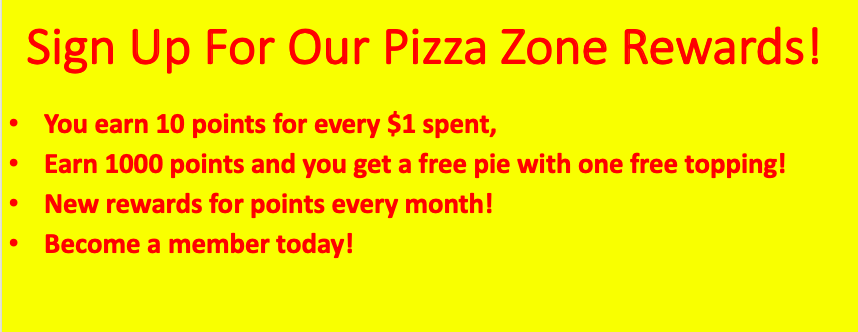 Sign Up For Our Pizza Zone Rewards!
• You earn 10 points for every $1 spent,
• Earn 1000 points and you get a free pie with one free topping!
• New rewards for points every month!
• Become a member today!